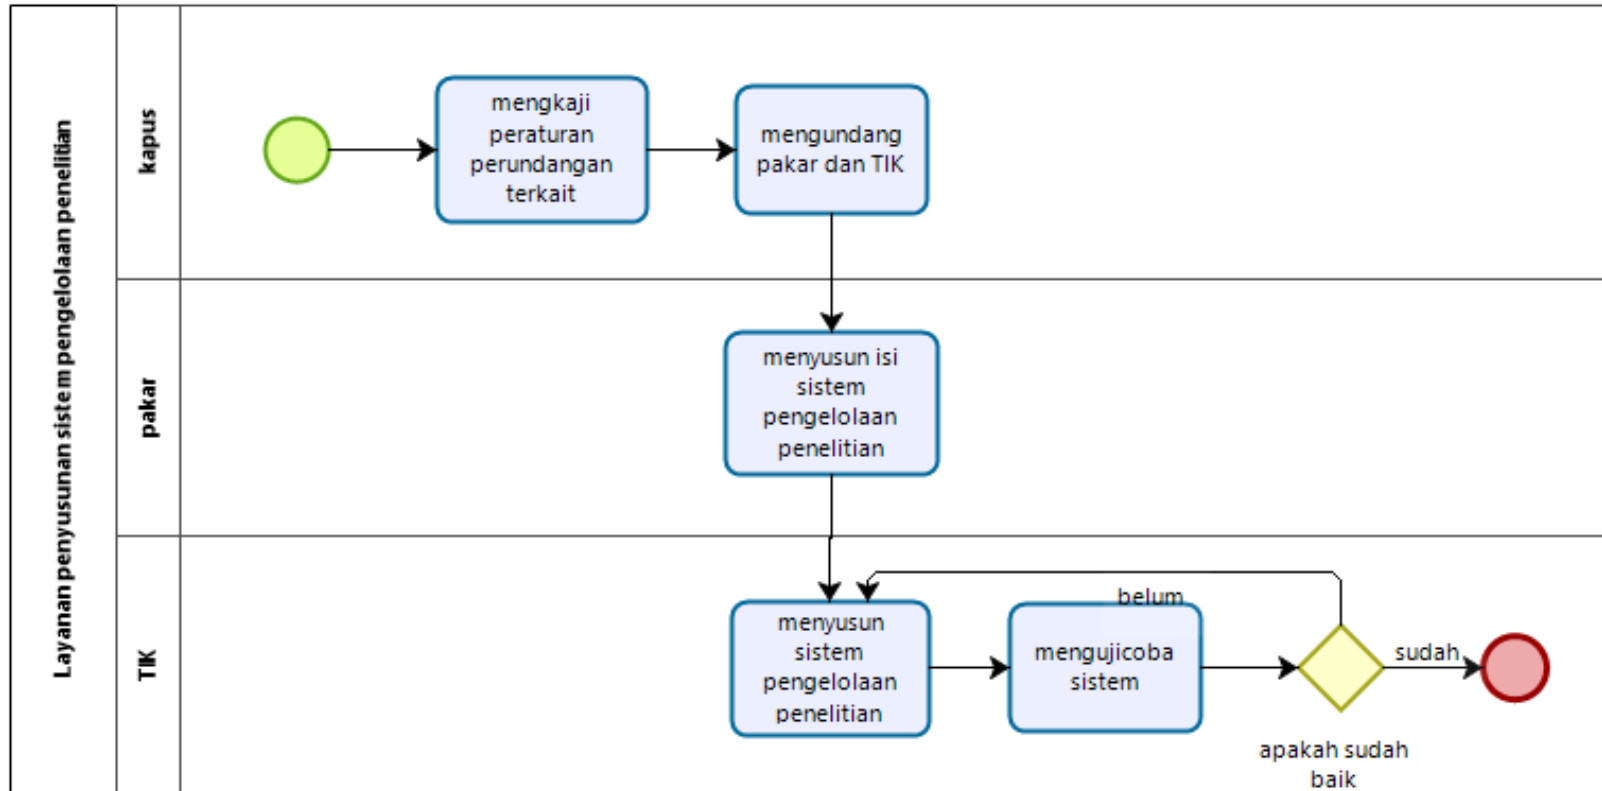 Layanan penyusunan sistem pengelolaan penelitian
kapus
mengkaji
peraturan
perundangan
terkait
mengundang
pakar dan TIK
pakar
menyusun isi
sistem
pengelolaan
penelitian
TIK
menyusun
sistem
pengelolaan
penelitian
belum
mengujicoba
sistem
sudah
apakah sudah
baik